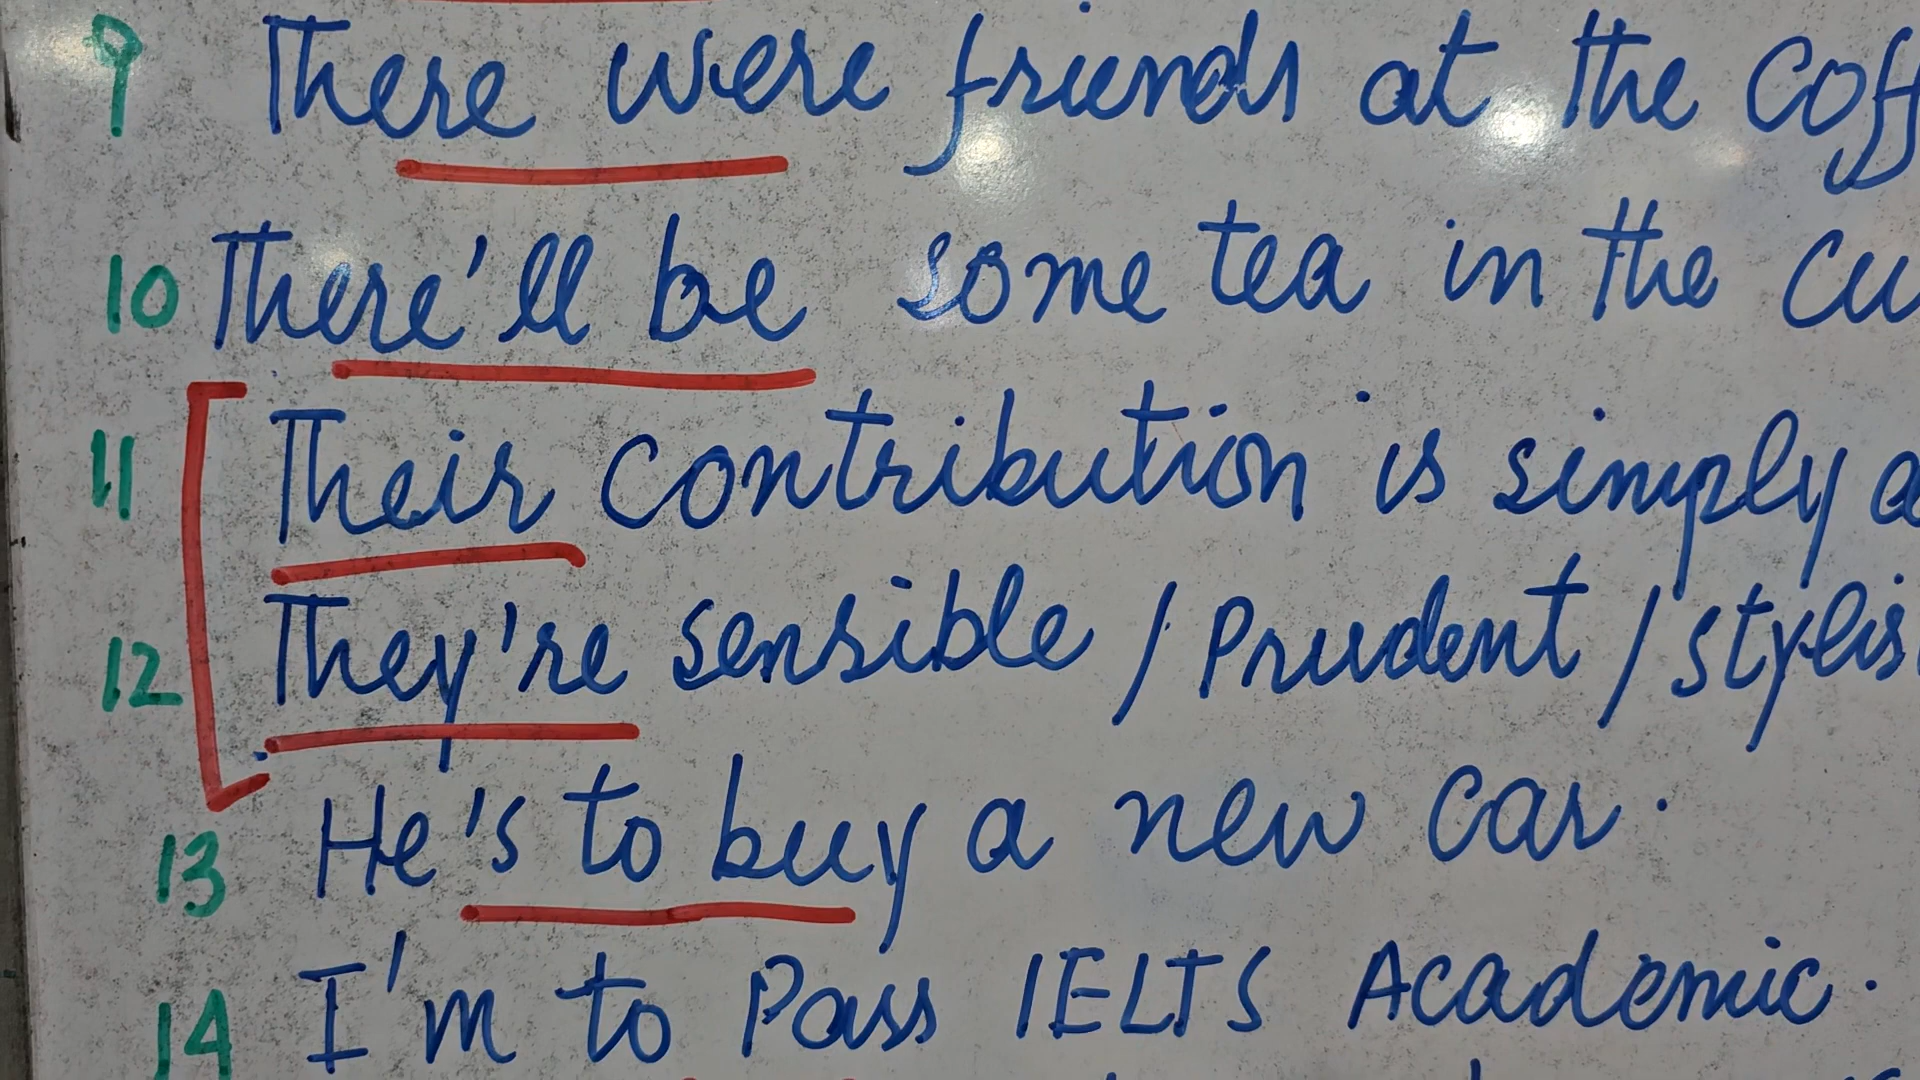 9 There were friends at the
10 There'll be some tea in the
11 Their contribution is simply
12 They're sensible / Prudent /
13 He's to buy a new car.
14 I'm to Pass IELTS Academic.